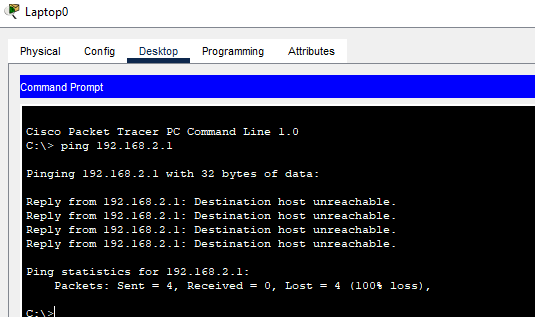 Laptop0
Physical Config Desktop Programming Attributes
Command Prompt
Cisco Packet Tracer PC Command Line 1.0
C:\> ping 192.168.2.1
Pinging 192.168.2.1 with 32 bytes of data:
Reply from 192.168.2.1: Destination host unreachable.
Reply from 192.168.2.1: Destination host unreachable.
Reply from 192.168.2.1: Destination host unreachable.
Reply from 192.168.2.1: Destination host unreachable.
Ping statistics for 192.168.2.1:
Packets: Sent = 4, Received = 0, Lost = 4 (100% loss),
C:\>